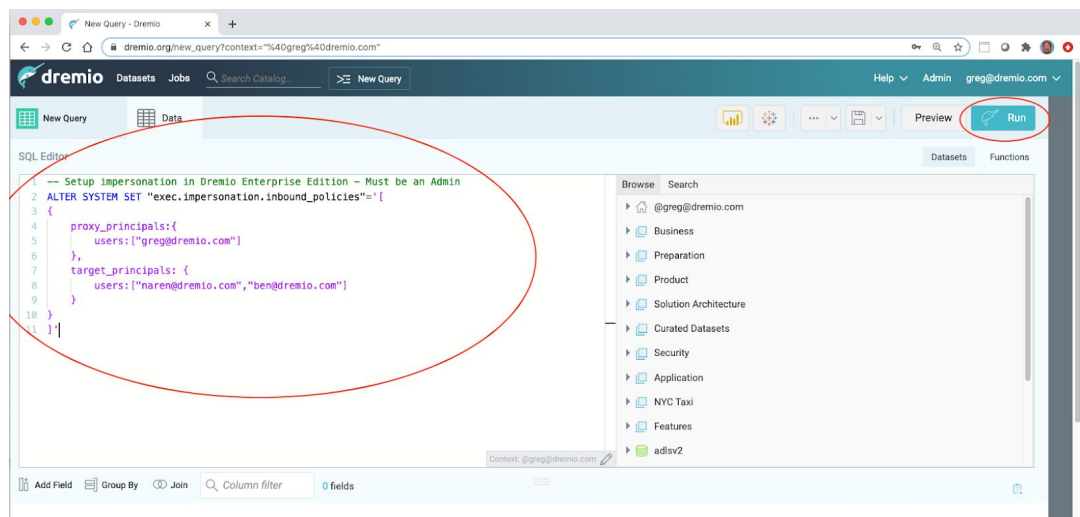 New Query - Dremio
dremio.org/new_query?context="%40greg%40dremio.com"
dremio Datasets Jobs Search Catalog... New Query Help Admin greg@dremio.com
New Query Data ... Preview Run
SQL Editor Datasets Functions
1 -- Setup impersonation in Dremio Enterprise Edition – Must be an Admin
2 ALTER SYSTEM SET "exec.impersonation.inbound_policies"='[
3 {
4 proxy_principals:{
5 users:["greg@dremio.com"]
6 },
7 target_principals: {
8 users:["naren@dremio.com","ben@dremio.com"]
9 }
10 }
11 ]'
Browse Search
@greg@dremio.com
Business
Preparation
Product
Solution Architecture
Curated Datasets
Security
Application
NYC Taxi
Features
adlsv2
Context: @greg@dremio.com
Add Field Group By Join Column filter 0 fields